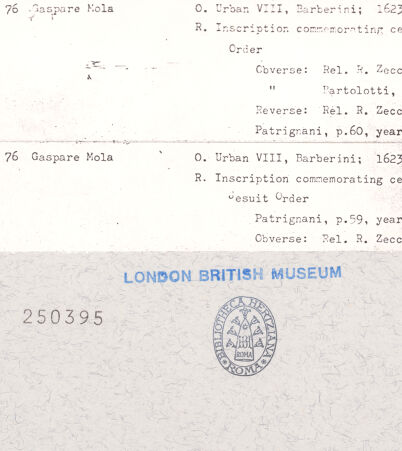 76 Gaspare Mola O. Urban VIII, Barberini; 1623
R. Inscription commemorating ce
Order
Obverse: Rel. R. Zecc
" Bartolotti,
Reverse: Rel. R. Zecc
Patrignani, p.60, year
76 Gaspare Mola O. Urban VIII, Barberini; 1623
R. Inscription commemorating ce
Jesuit Order
Patrignani, p.59, year
Obverse: Rel. R. Zecc
LONDON BRITISH MUSEUM
250395
BIBLIOTHECA HERTZIANA
ROMA
ROMA